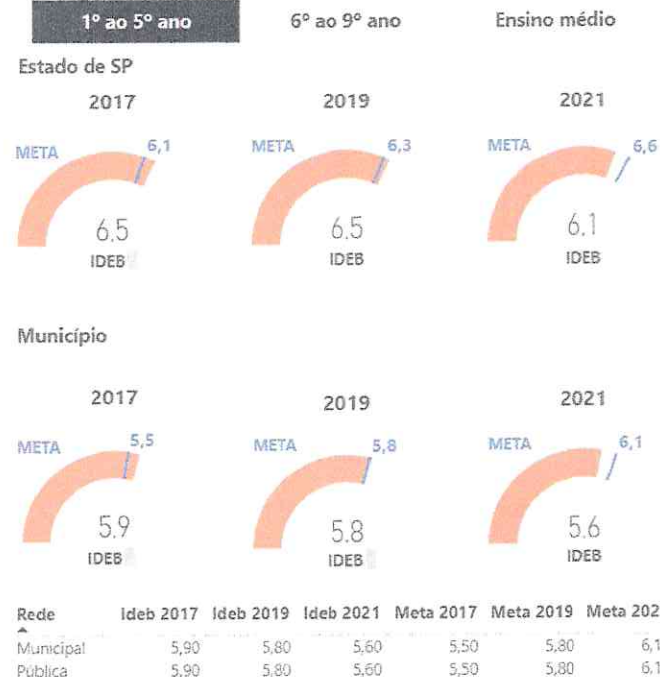 1º ao 5º ano 6º ao 9º ano Ensino médio
Estado de SP
2017 2019 2021
META 6,1 META 6,3 META 6,6
6,5 6,5 6,1
IDEB IDEB IDEB
Município
2017 2019 2021
META 5,5 META 5,8 META 6,1
5,9 5,8 5,6
IDEB IDEB IDEB
Rede Ideb 2017 Ideb 2019 Ideb 2021 Meta 2017 Meta 2019 Meta 202
Municipal 5,90 5,80 5,60 5,50 5,80 6,1
Pública 5,90 5,80 5,60 5,50 5,80 6,1